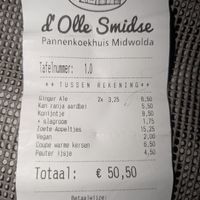 d' Olle Smidse
Pannenkoekhuis Midwolda
Tafelnummer: 1.0
** TUSSEN REKENING **
Ginger Ale 2x 3,25 6,50
Kan ranja aardbei 5,50
Konijntje 8,50
+ slagroom 1,75
Zoete Appeltjes 15,25
Vegan 2,00
Coupe warme kersen 6,50
Peuter ijsje 4,50
Totaal: € 50,50